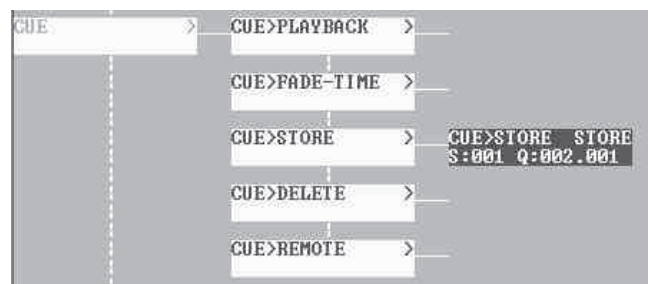 CUE >
CUE>PLAYBACK >
CUE>FADE-TIME >
CUE>STORE >
CUE>STORE STORE
S:001 Q:002.001
CUE>DELETE >
CUE>REMOTE >